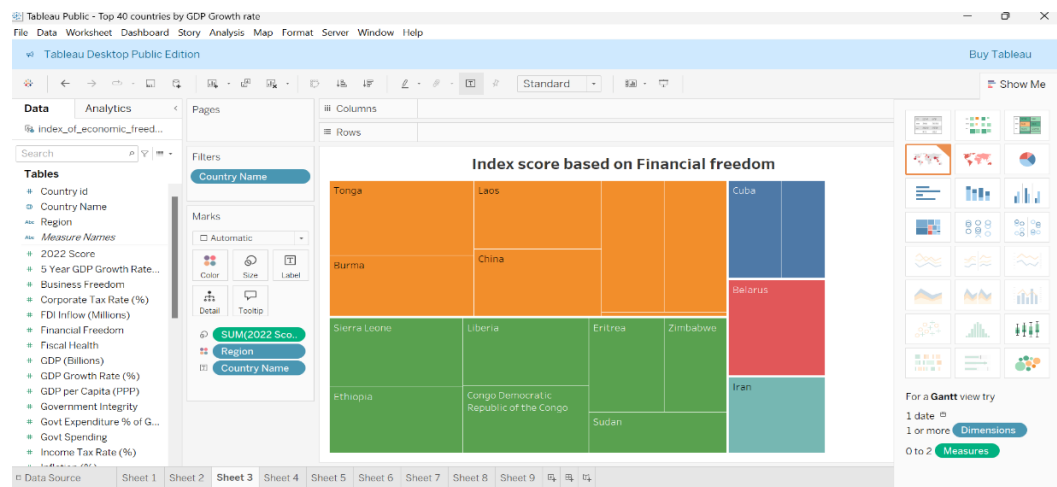 Tableau Public - Top 40 countries by GDP Growth rate
File Data Worksheet Dashboard Story Analysis Map Format Server Window Help
Tableau Desktop Public Edition
Buy Tableau
Standard
Show Me
Data Analytics
index_of_economic_freed...
Search
Tables
Country id
Country Name
Abc Region
Abc Measure Names
2022 Score
5 Year GDP Growth Rate...
Business Freedom
Corporate Tax Rate (%)
FDI Inflow (Millions)
Financial Freedom
Fiscal Health
GDP (Billions)
GDP Growth Rate (%)
GDP per Capita (PPP)
Government Integrity
Govt Expenditure % of G...
Govt Spending
Income Tax Rate (%)
Pages
Filters
Country Name
Marks
Automatic
Color Size Label
Detail Tooltip
SUM(2022 Sco..
Region
Country Name
Columns
Rows
Index score based on Financial freedom
Tonga
Laos
Cuba
Burma
China
Belarus
Sierra Leone
Liberia
Eritrea
Zimbabwe
Iran
Ethiopia
Congo Democratic
Republic of the Congo
Sudan
For a Gantt view try
1 date
1 or more Dimensions
0 to 2 Measures
Data Source Sheet 1 Sheet 2 Sheet 3 Sheet 4 Sheet 5 Sheet 6 Sheet 7 Sheet 8 Sheet 9